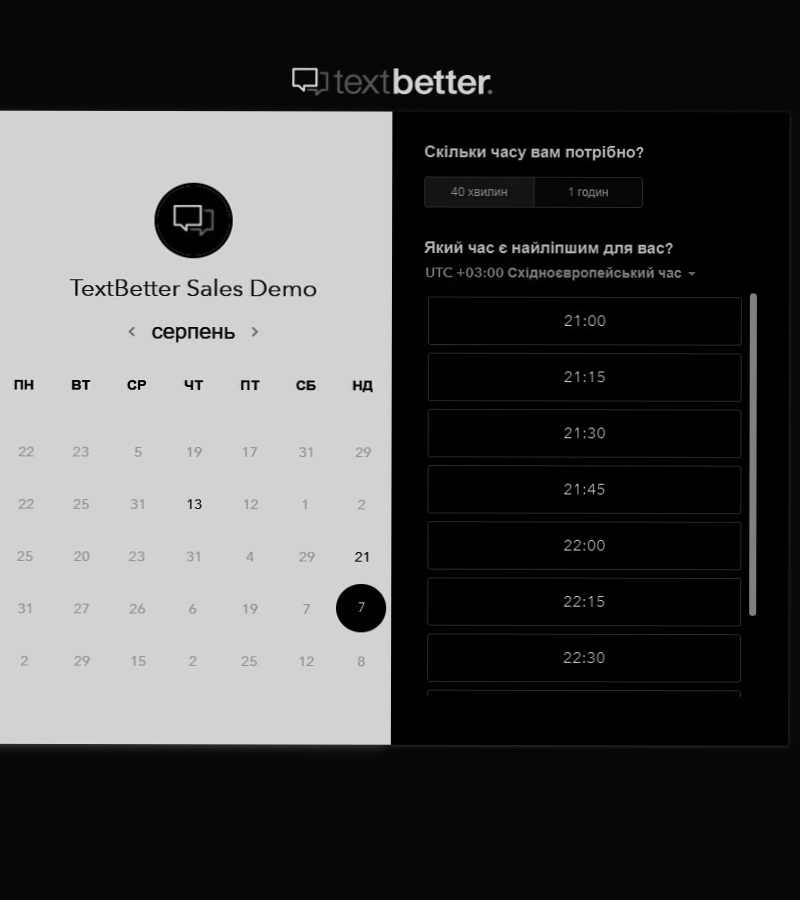 textbetter.
TextBetter Sales Demo
серпень
ПН ВТ СР ЧТ ПТ СБ НД
22 23 5 19 17 31 29
22 25 31 13 12 1 2
25 20 23 31 4 29 21
31 27 26 6 19 7 7
2 29 15 2 25 12 8
Скільки часу вам потрібно?
40 хвилин 1 годин
Який час є найліпшим для вас?
UTC +03:00 Східноєвропейський час
21:00
21:15
21:30
21:45
22:00
22:15
22:30